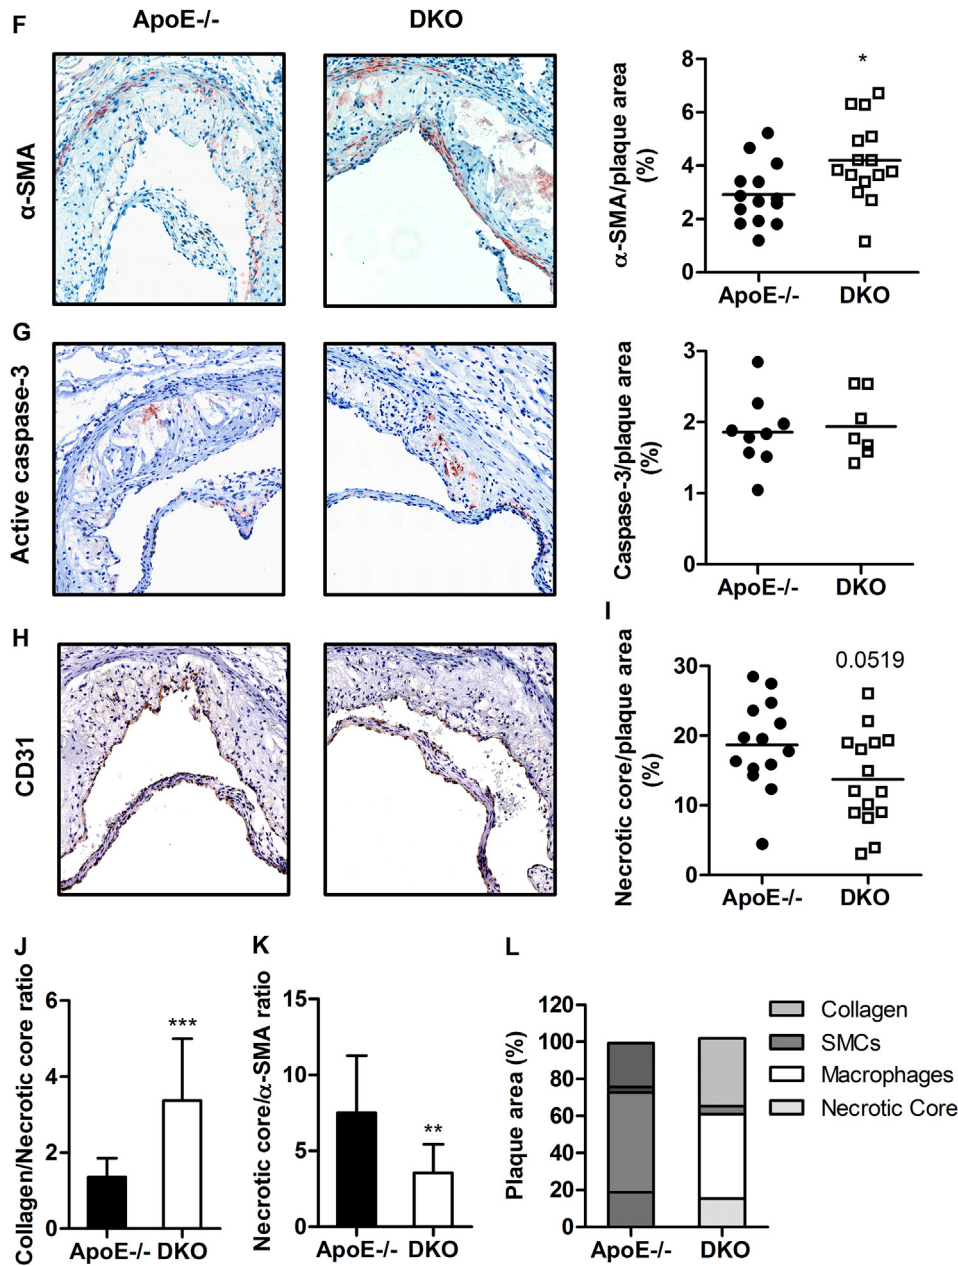 F
ApoE-/-
DKO
α-SMA
α-SMA/plaque area
(%)
8
6
4
2
0
*
ApoE-/-
DKO
G
Active caspase-3
Caspase-3/plaque area
(%)
3
2
1
0
ApoE-/-
DKO
H
CD31
I
Necrotic core/plaque area
(%)
30
20
10
0
0.0519
ApoE-/-
DKO
J
Collagen/Necrotic core ratio
6
4
2
0
***
ApoE-/- DKO
K
Necrotic core/α-SMA ratio
15
10
5
0
**
ApoE-/- DKO
L
Plaque area (%)
120
100
80
60
40
20
0
ApoE-/-
DKO
Collagen
SMCs
Macrophages
Necrotic Core